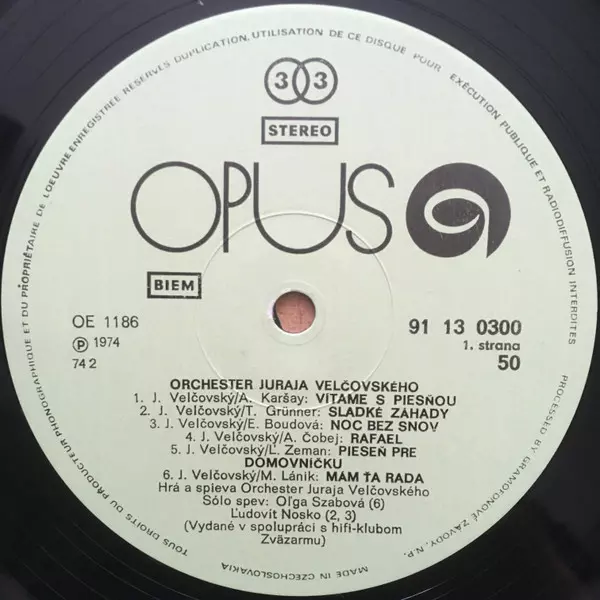 TOUS DROITS DU PRODUCTEUR PHONOGRAPHIQUE ET DU PROPRIÉTAIRE DE L'OEUVRE ENREGISTREE RESERVES DUPLICATION, UTILISATION DE CE DISQUE POUR EXÉCUTION PUBLIQUE ET RADIODIFFUSION INTERDITES
33
STEREO
OPUS
BIEM
OE 1186
℗ 1974
74 2
91 13 0300
1. strana
50
ORCHESTER JURAJA VELČOVSKÉHO
1. J. Velčovský/A. Karšay: VÍTAME S PIESŇOU
2. J. Velčovský/T. Grünner: SLADKÉ ZÁHADY
3. J. Velčovský/E. Boudová: NOC BEZ SNOV
4. J. Velčovský/A. Čobej: RAFAEL
5. J. Velčovský/Ľ. Zeman: PIESEŇ PRE
DOMOVNÍČKU
6. J. Velčovský/M. Lánik: MÁM ŤA RADA
Hrá a spieva Orchester Juraja Velčovského
Sólo spev: Oľga Szabová (6)
Ľudovít Nosko (2, 3)
(Vydané v spolupráci s hifi-klubom
Zväzarmu)
MADE IN CZECHOSLOVAKIA
PROCESSED BY GRAMOFONOVÉ ZÁVODY, N.P.